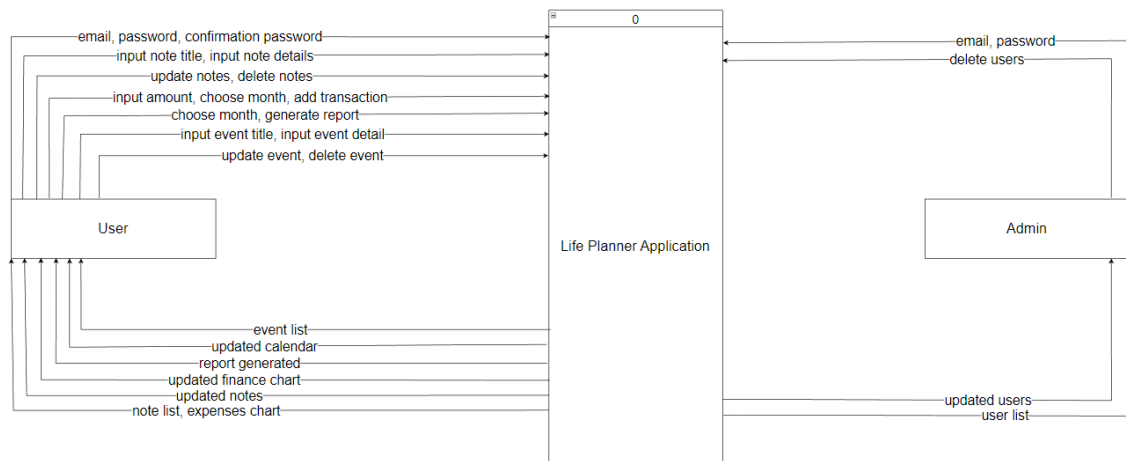 0
email, password, confirmation password
input note title, input note details
update notes, delete notes
input amount, choose month, add transaction
choose month, generate report
input event title, input event detail
update event, delete event
email, password
delete users
User
Life Planner Application
Admin
event list
updated calendar
report generated
updated finance chart
updated notes
note list, expenses chart
updated users
user list